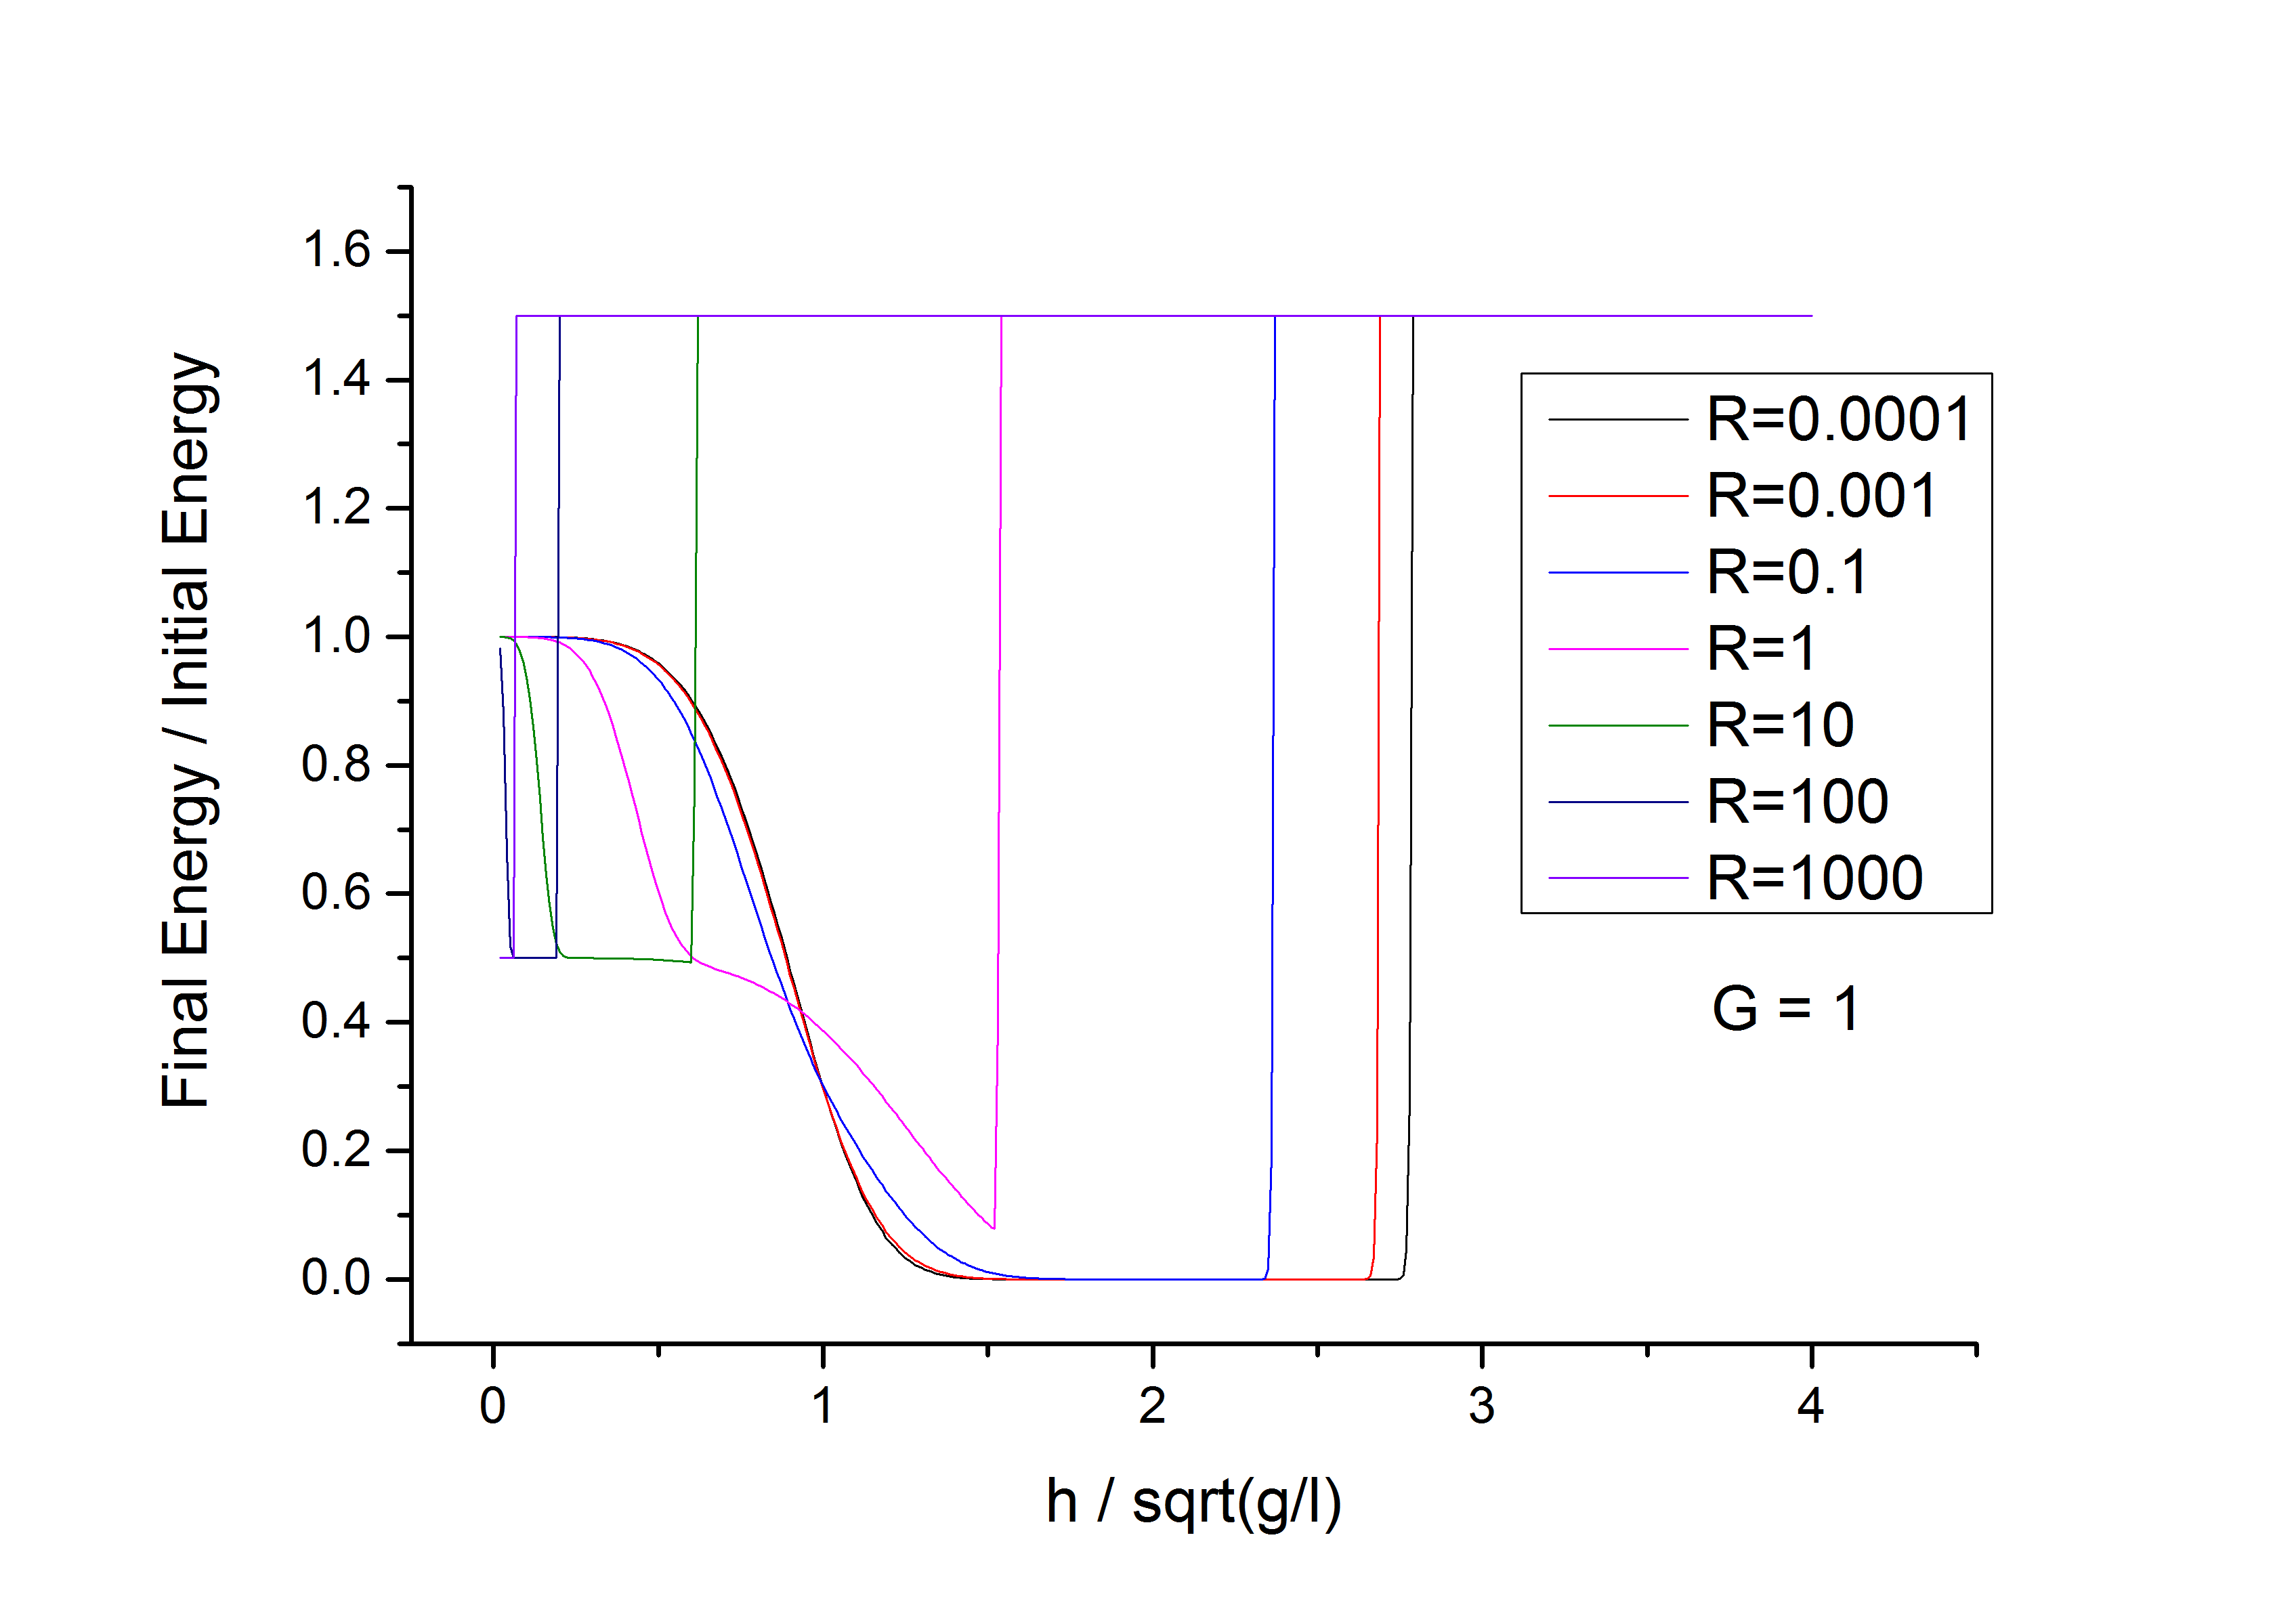 Final Energy / Initial Energy
1.6
1.4
1.2
1.0
0.8
0.6
0.4
0.2
0.0
0 1 2 3 4
h / sqrt(g/l)
R=0.0001
R=0.001
R=0.1
R=1
R=10
R=100
R=1000
G = 1